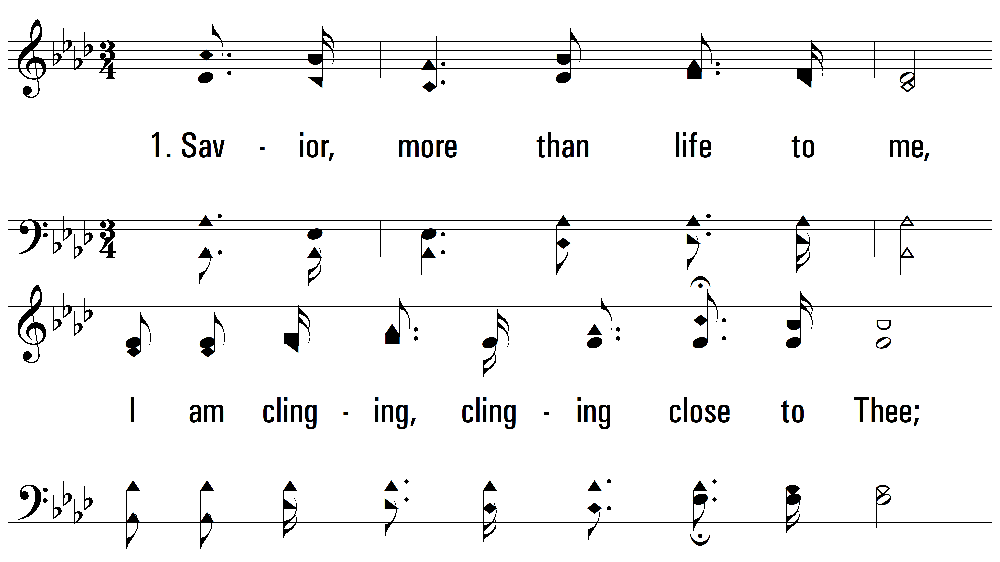 1. Sav - ior, more than life to me,
I am cling - ing, cling - ing close to Thee;